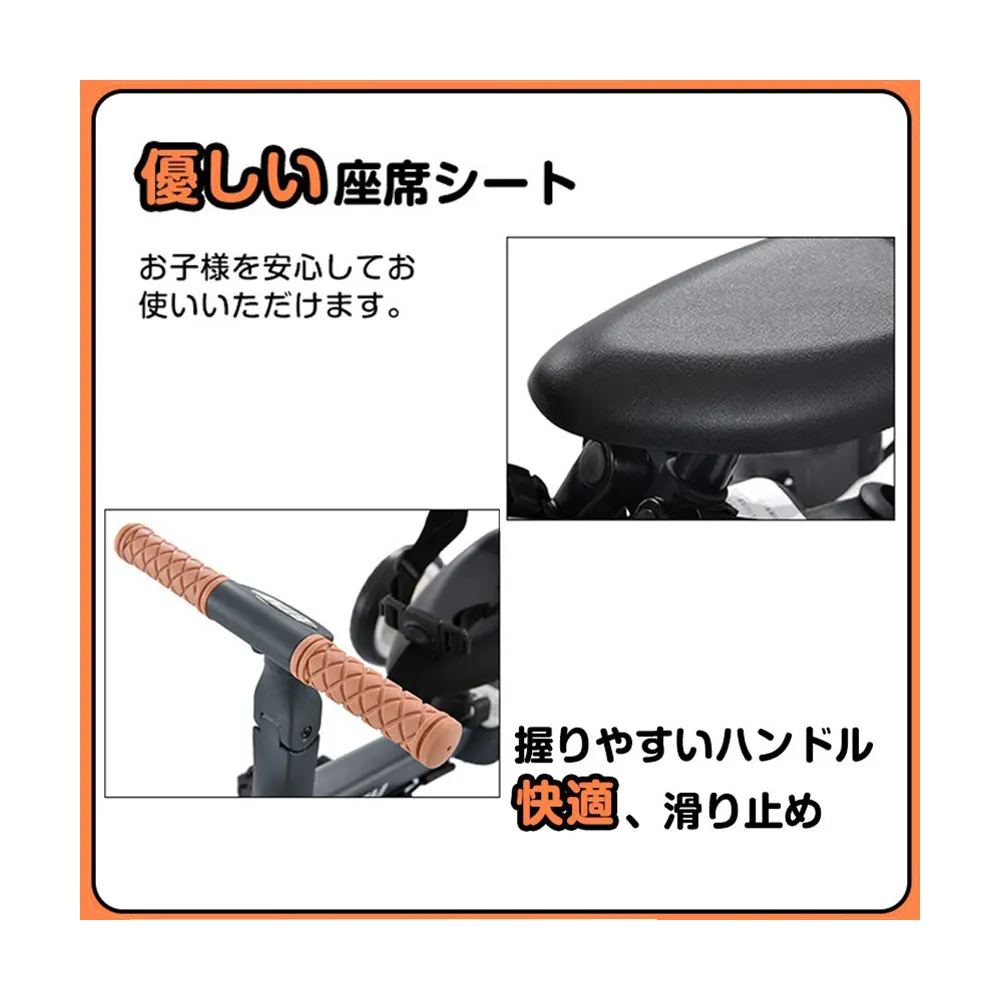 優しい座席シート
お子様を安心してお
使いいただけます。
握りやすいハンドル
快適、滑り止め